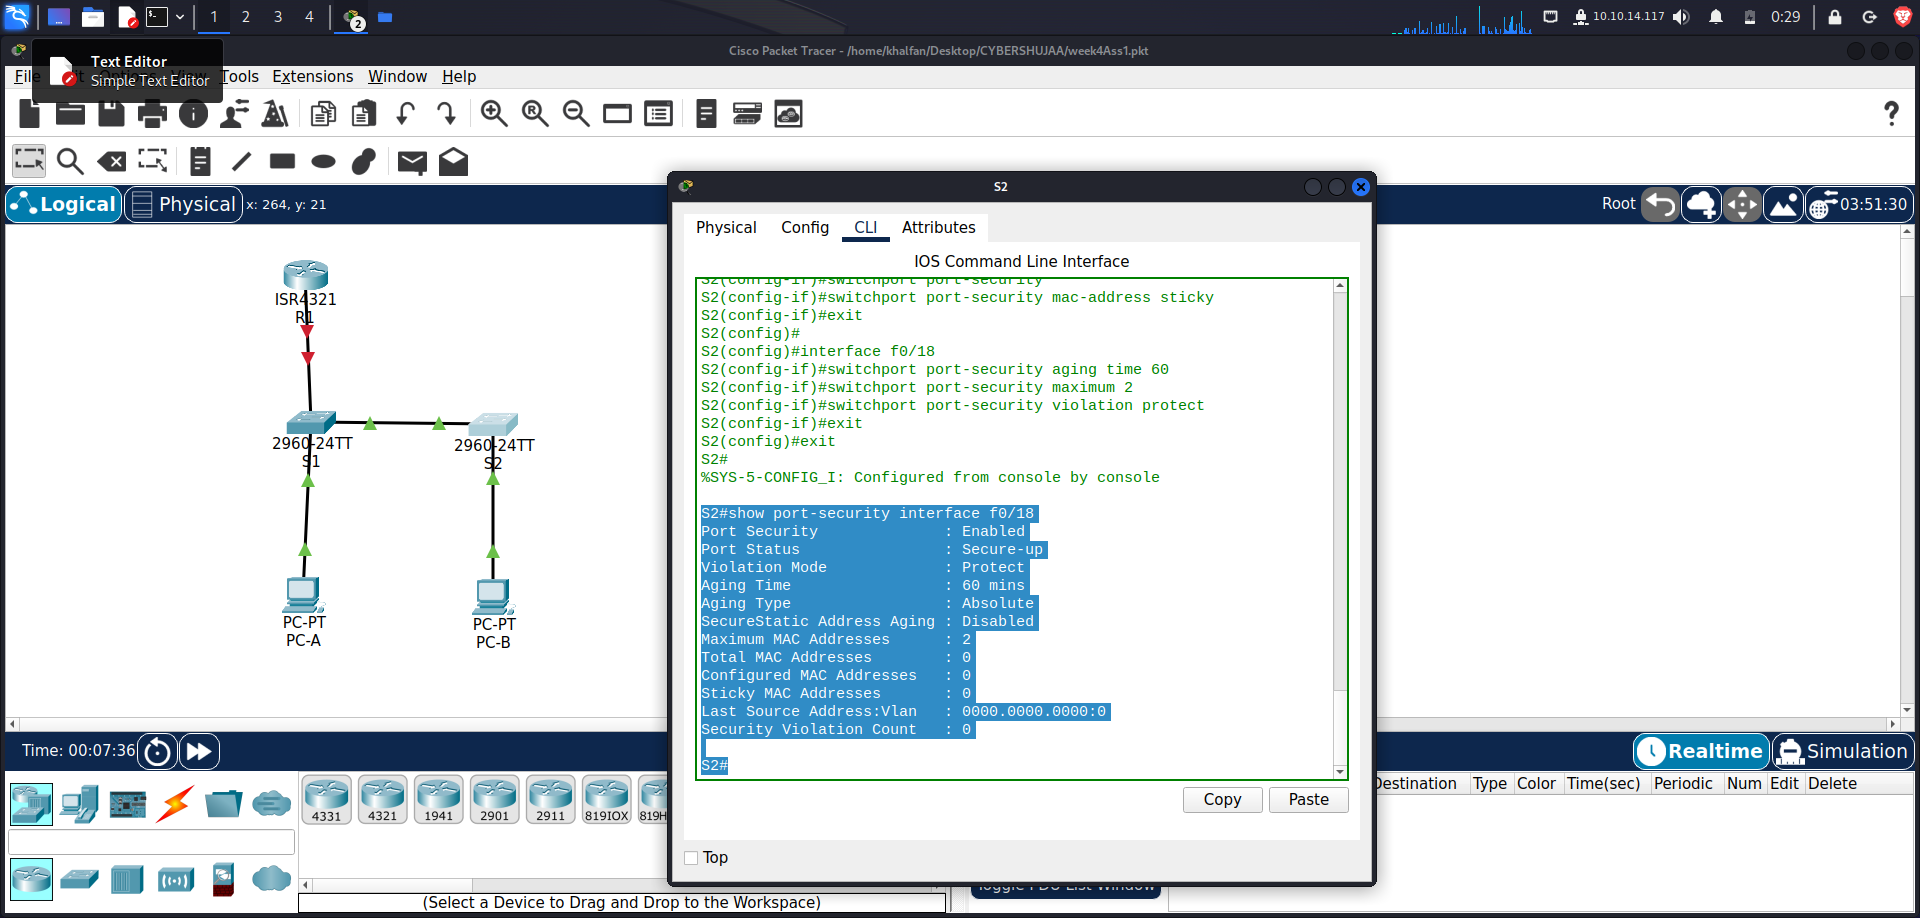 1 2 3 4 2
10.10.14.117
0:29
Cisco Packet Tracer - /home/khalfan/Desktop/CYBERSHUJAA/week4Ass1.pkt
Text Editor
Simple Text Editor
File Tools Extensions Window Help
Logical Physical x: 264, y: 21
Root 03:51:30
ISR4321
R1
2960-24TT
S1
2960-24TT
S2
PC-PT
PC-A
PC-PT
PC-B
S2
Physical Config CLI Attributes
IOS Command Line Interface
S2(config-if)#switchport port-security
S2(config-if)#switchport port-security mac-address sticky
S2(config-if)#exit
S2(config)#
S2(config)#interface f0/18
S2(config-if)#switchport port-security aging time 60
S2(config-if)#switchport port-security maximum 2
S2(config-if)#switchport port-security violation protect
S2(config-if)#exit
S2(config)#exit
S2#
%SYS-5-CONFIG_I: Configured from console by console
S2#show port-security interface f0/18
Port Security : Enabled
Port Status : Secure-up
Violation Mode : Protect
Aging Time : 60 mins
Aging Type : Absolute
SecureStatic Address Aging : Disabled
Maximum MAC Addresses : 2
Total MAC Addresses : 0
Configured MAC Addresses : 0
Sticky MAC Addresses : 0
Last Source Address:Vlan : 0000.0000.0000:0
Security Violation Count : 0
S2#
Copy Paste
Top
Time: 00:07:36
Realtime Simulation
4331 4321 1941 2901 2911 819IOX 819H
Destination Type Color Time(sec) Periodic Num Edit Delete
(Select a Device to Drag and Drop to the Workspace)
Toggle PDU List Window